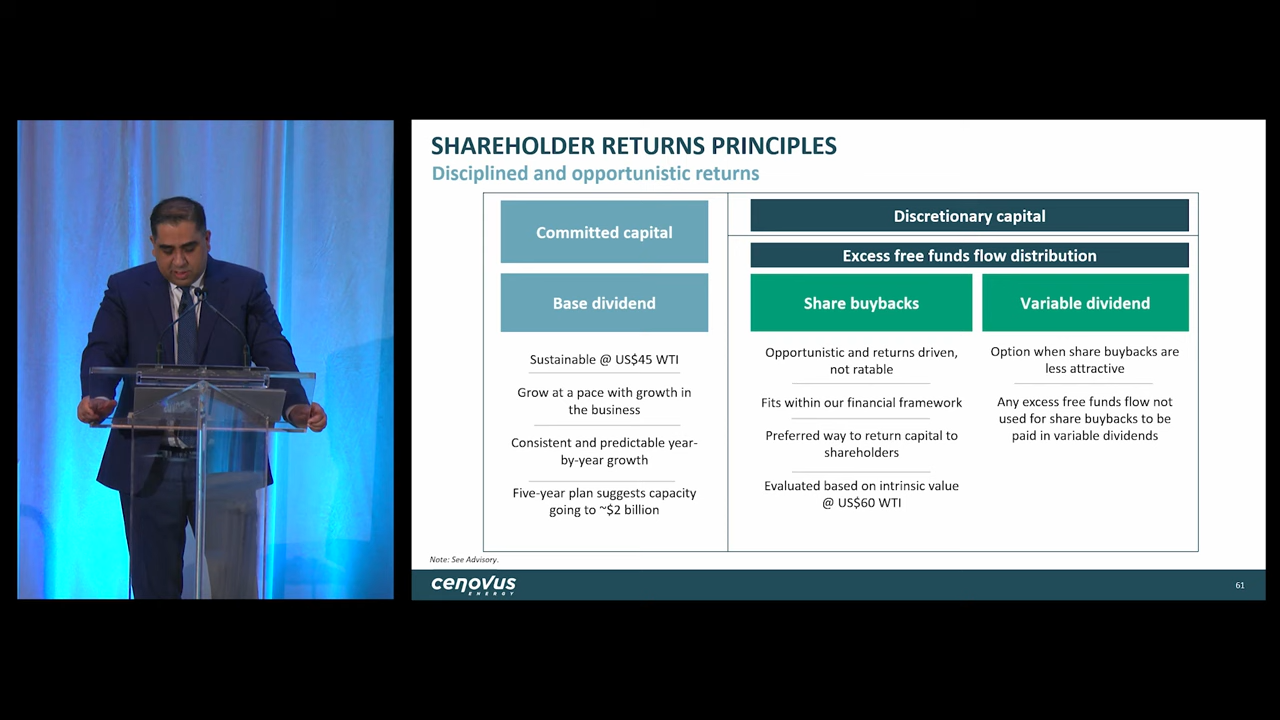 SHAREHOLDER RETURNS PRINCIPLES
Disciplined and opportunistic returns
Committed capital
Base dividend
Sustainable @ US$45 WTI
Grow at a pace with growth in
the business
Consistent and predictable year-
by-year growth
Five-year plan suggests capacity
going to ~$2 billion
Discretionary capital
Excess free funds flow distribution
Share buybacks
Opportunistic and returns driven,
not ratable
Fits within our financial framework
Preferred way to return capital to
shareholders
Evaluated based on intrinsic value
@ US$60 WTI
Variable dividend
Option when share buybacks are
less attractive
Any excess free funds flow not
used for share buybacks to be
paid in variable dividends
Note: See Advisory.
cenovus
ENERGY
61